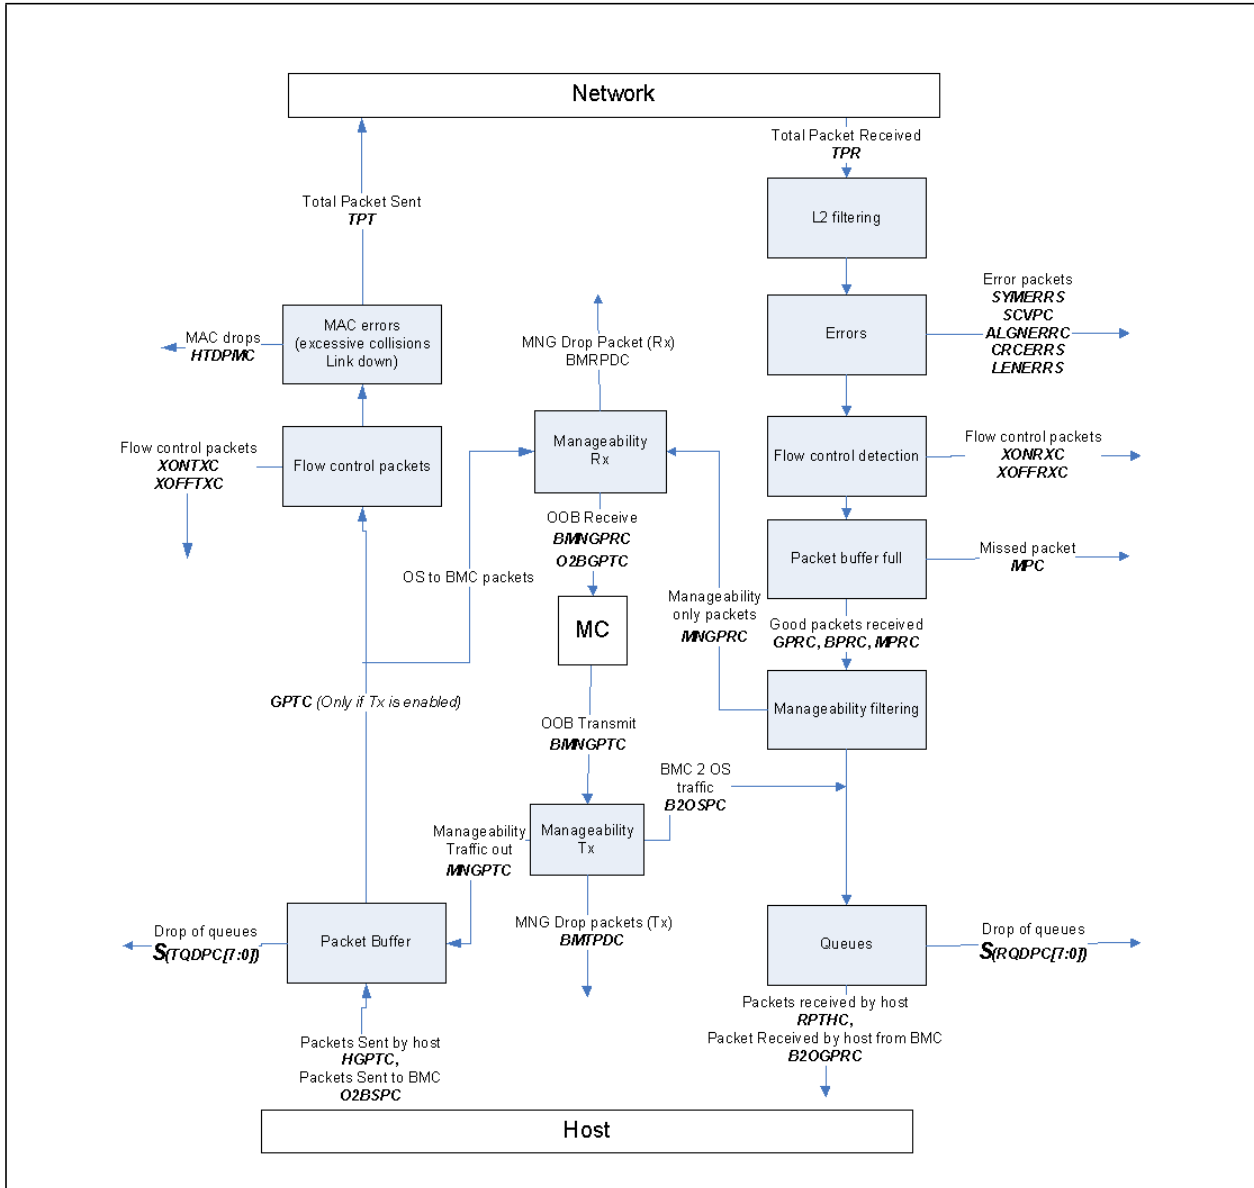 Network
Total Packet Received
TPR
Total Packet Sent
TPT
L2 filtering
Error packets
SYMERRS
SCVPC
ALGNERRC
CRCERRS
LENERRS
Errors
MAC errors
(excessive collisions
Link down)
MAC drops
HTDPMC
MNG Drop Packet (Rx)
BMRPDC
Manageability
Rx
Flow control packets
XONTXC
XOFFTXC
Flow control packets
Flow control detection
Flow control packets
XONRXC
XOFFRXC
OOB Receive
BMNGPRC
O2BGPTC
OS to BMC packets
Packet buffer full
Missed packet
MPC
Manageability
only packets
MNGPRC
MC
Good packets received
GPRC, BPRC, MPRC
GPTC (Only if Tx is enabled)
Manageability filtering
OOB Transmit
BMNGPTC
BMC 2 OS
traffic
B2OSPC
Manageability
Traffic out
MNGPTC
Manageability
Tx
MNG Drop packets (Tx)
BMTPDC
Drop of queues
S(TQDPC[7:0])
Packet Buffer
Queues
Drop of queues
S(RQDPC[7:0])
Packets received by host
RPTHC,
Packet Received by host from BMC
B2OGPRC
Packets Sent by host
HGPTC,
Packets Sent to BMC
O2BSPC
Host